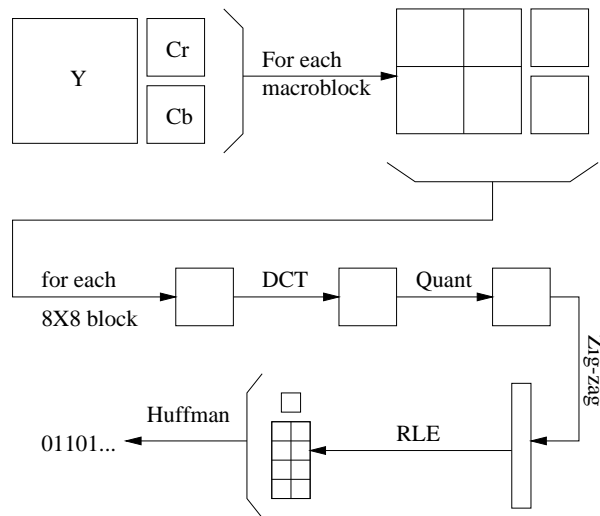 Y
Cr
Cb
For each
macroblock
for each
8X8 block
DCT
Quant
Zig-zag
RLE
Huffman
01101...